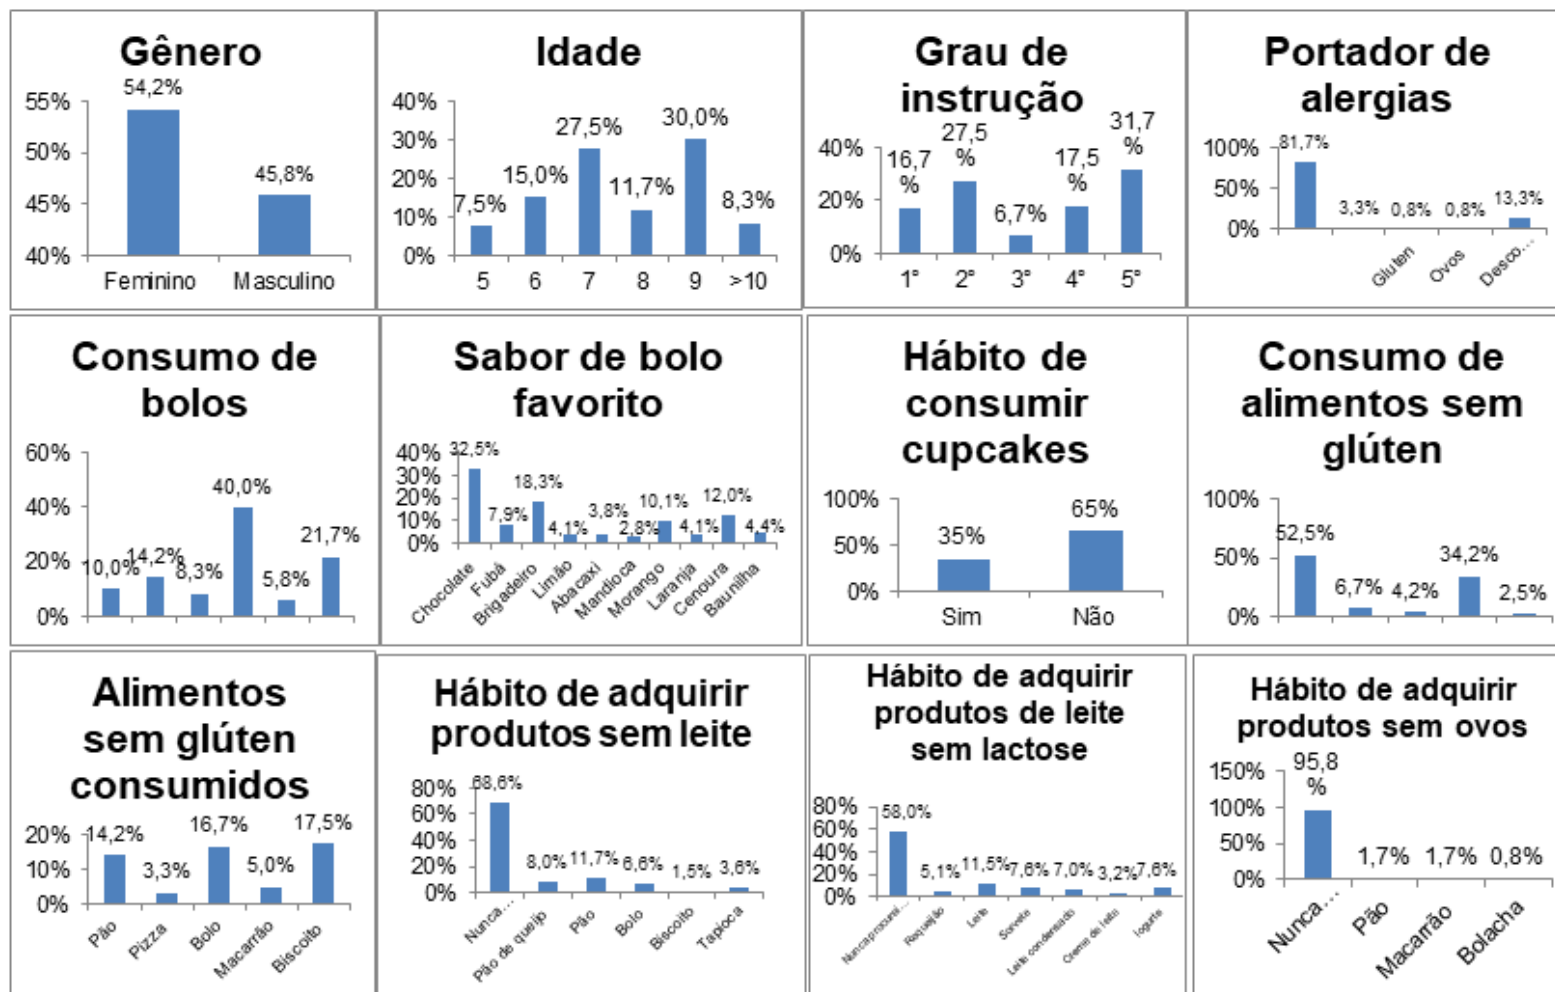 Gênero
54,2%
55%
50%
45,8%
45%
40%
Feminino Masculino
Idade
40%
30,0%
27,5%
30%
20%
15,0%
11,7%
10%
7,5%
8,3%
0%
5 6 7 8 9 >10
Grau de
instrução
31,7
%
27,5
%
40%
16,7
%
17,5
%
20%
6,7%
0%
1° 2° 3° 4° 5°
Portador de
alergias
100%
81,7%
50%
3,3% 0,8% 0,8% 13,3%
0%
Gluten
Ovos
Desco...
Consumo de
bolos
60%
40%
40,0%
20%
10,0% 14,2% 8,3% 5,8% 21,7%
0%
Sabor de bolo
favorito
40%
32,5%
30%
20%
18,3%
10%
7,9% 4,1% 3,8% 2,8% 10,1% 4,1% 12,0% 4,4%
0%
Chocolate
Fubá
Brigadeiro
Limão
Abacaxi
Mandioca
Morango
Laranja
Cenoura
Baunilha
Hábito de
consumir
cupcakes
100%
65%
50%
35%
0%
Sim Não
Consumo de
alimentos sem
glúten
100%
52,5%
50%
34,2%
6,7% 4,2% 2,5%
0%
Alimentos
sem glúten
consumidos
20%
14,2% 16,7% 17,5%
10%
3,3% 5,0%
0%
Pão
Pizza
Bolo
Macarrão
Biscoito
Hábito de adquirir
produtos sem leite
80%
68,6%
60%
40%
20%
8,0% 11,7% 6,6% 1,5% 3,6%
0%
Nunca...
Pão de queijo
Pão
Bolo
Biscoito
Tapioca
Hábito de adquirir
produtos de leite
sem lactose
80%
60%
58,0%
40%
20%
5,1% 11,5% 7,6% 7,0% 3,2% 7,6%
0%
Nunca procurei...
Requeijão
Leite
Sorvete
Leite condensado
Creme de leite
Iogurte
Hábito de adquirir
produtos sem ovos
150%
95,8
%
100%
50%
1,7% 1,7% 0,8%
0%
Nunca...
Pão
Macarrão
Bolacha